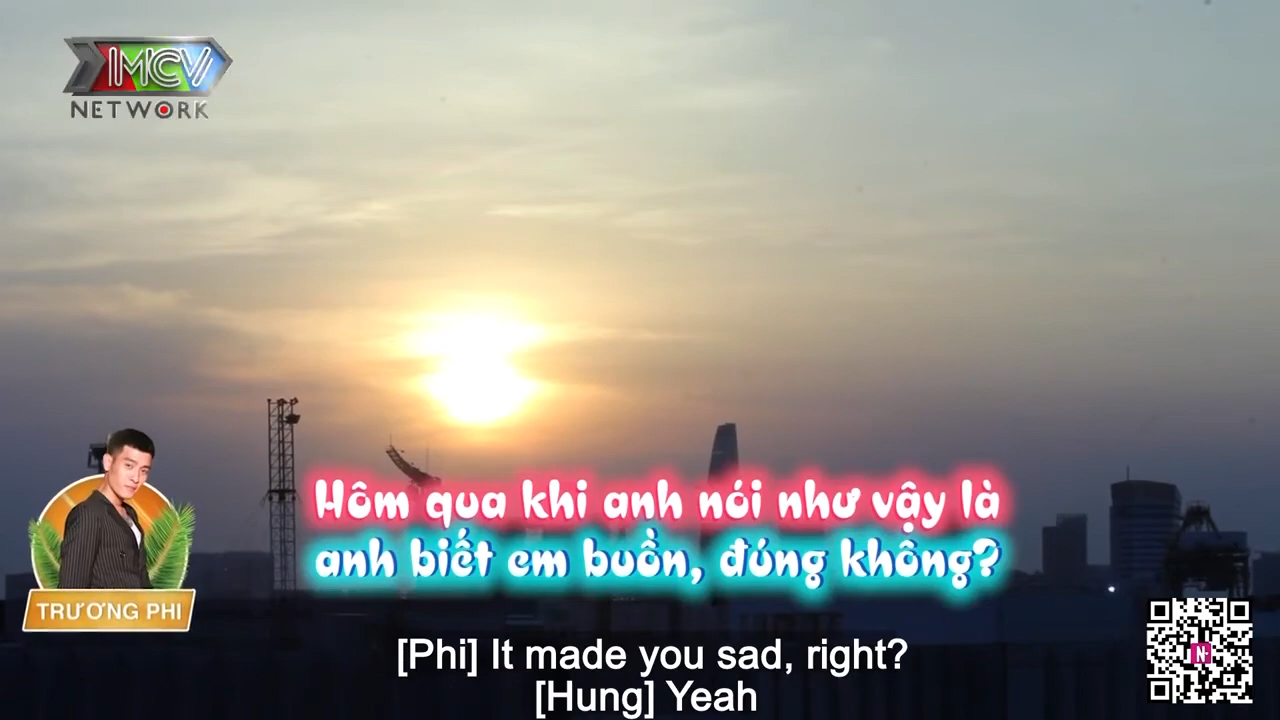 MCV
NETWORK
Hôm qua khi anh nói như vậy là
anh biết em buồn, đúng không?
TRƯƠNG PHI
[Phi] It made you sad, right?
[Hung] Yeah
N